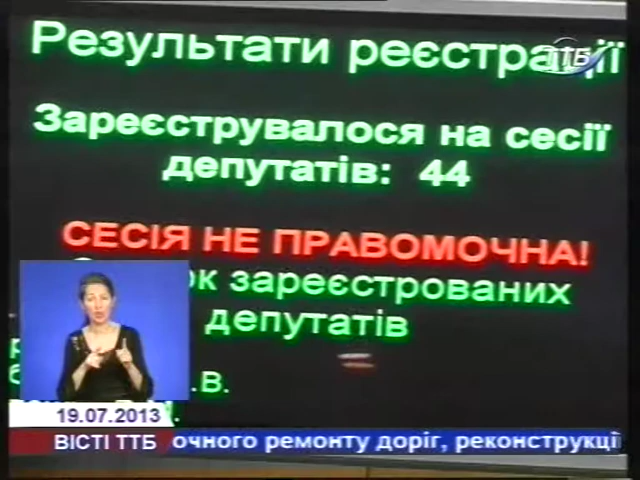 Результати реєстрації
ТТБ
Зареєструвалося на сесії
депутатів: 44
СЕСІЯ НЕ ПРАВОМОЧНА!
зареєстрованих
депутатів
.В.
19.07.2013
ВІСТІ ТТБ
очного ремонту доріг, реконструкці